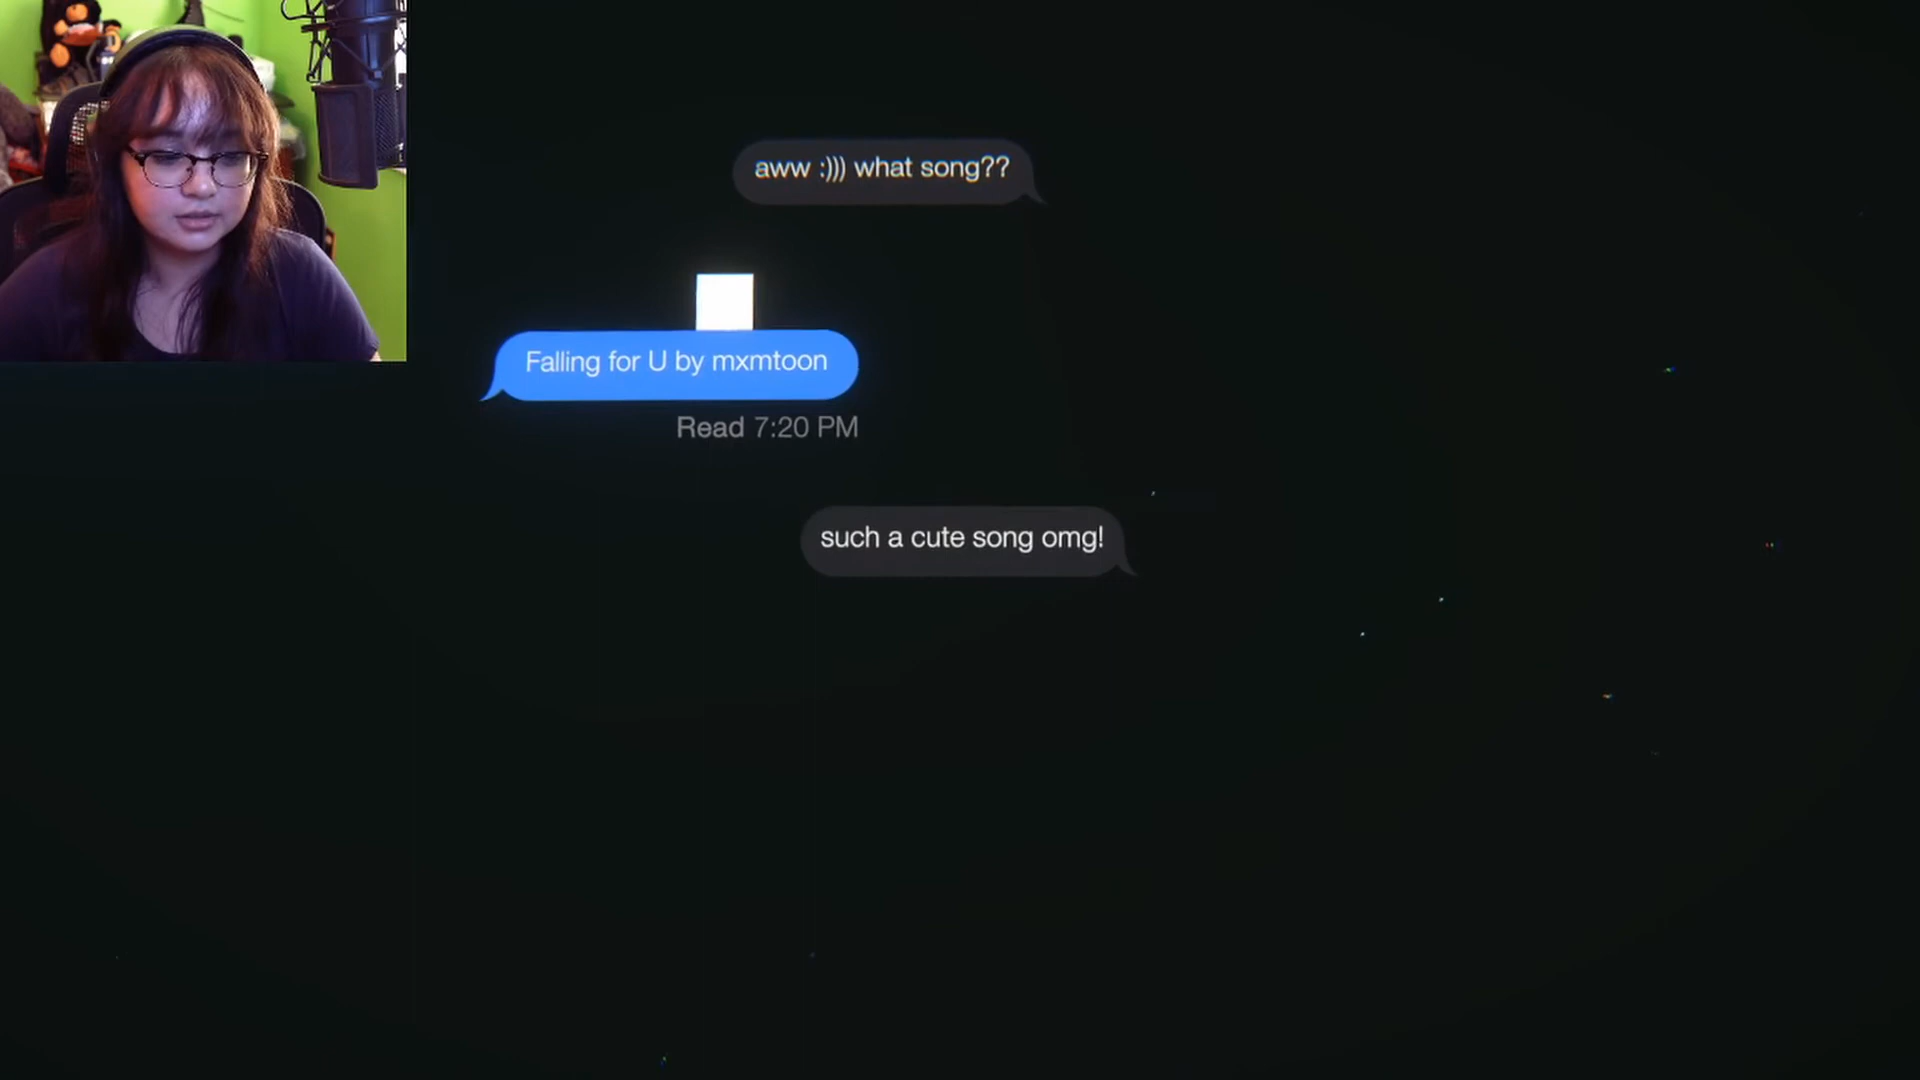 aww :))) what song??
Falling for U by mxmtoon
Read 7:20 PM
such a cute song omg!